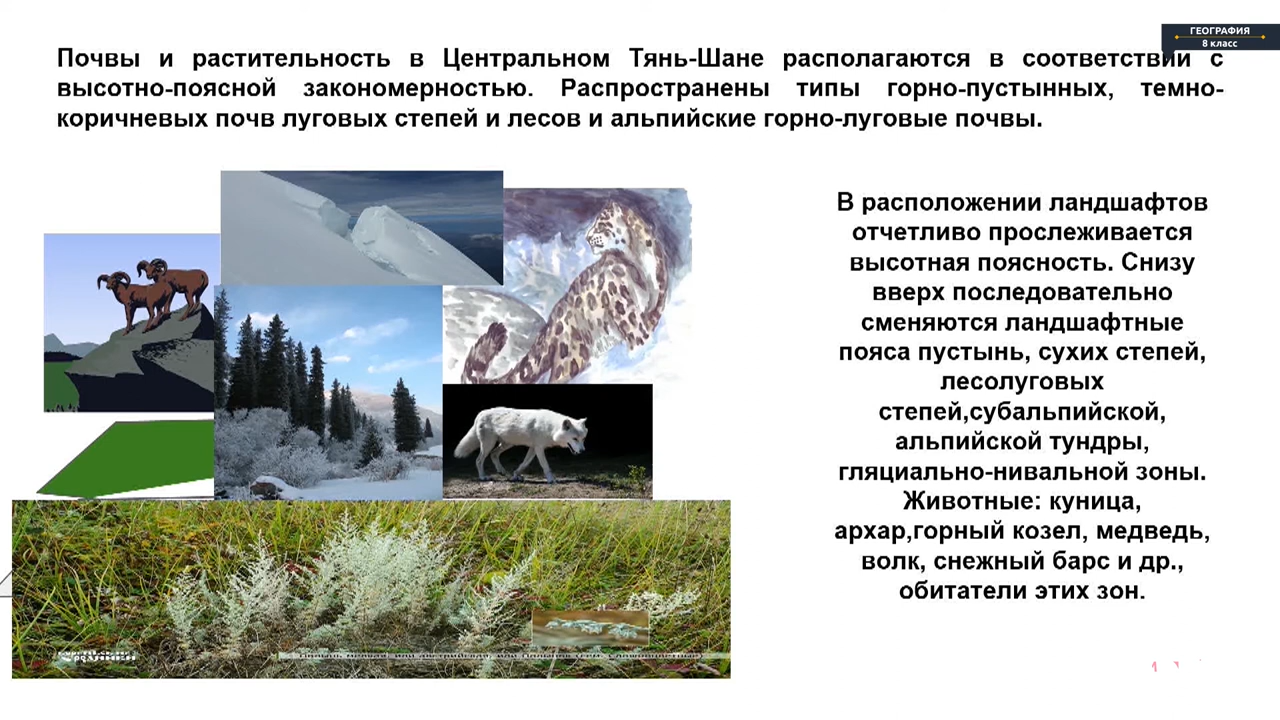 ГЕОГРАФИЯ
8 класс
Почвы и растительность в Центральном Тянь-Шане располагаются в соответствии с
высотно-поясной закономерностью. Распространены типы горно-пустынных, темно-
коричневых почв луговых степей и лесов и альпийские горно-луговые почвы.
В расположении ландшафтов
отчетливо прослеживается
высотная поясность. Снизу
вверх последовательно
сменяются ландшафтные
пояса пустынь, сухих степей,
лесолуговых
степей,субальпийской,
альпийской тундры,
гляциально-нивальной зоны.
Животные: куница,
архар,горный козел, медведь,
волк, снежный барс и др.,
обитатели этих зон.